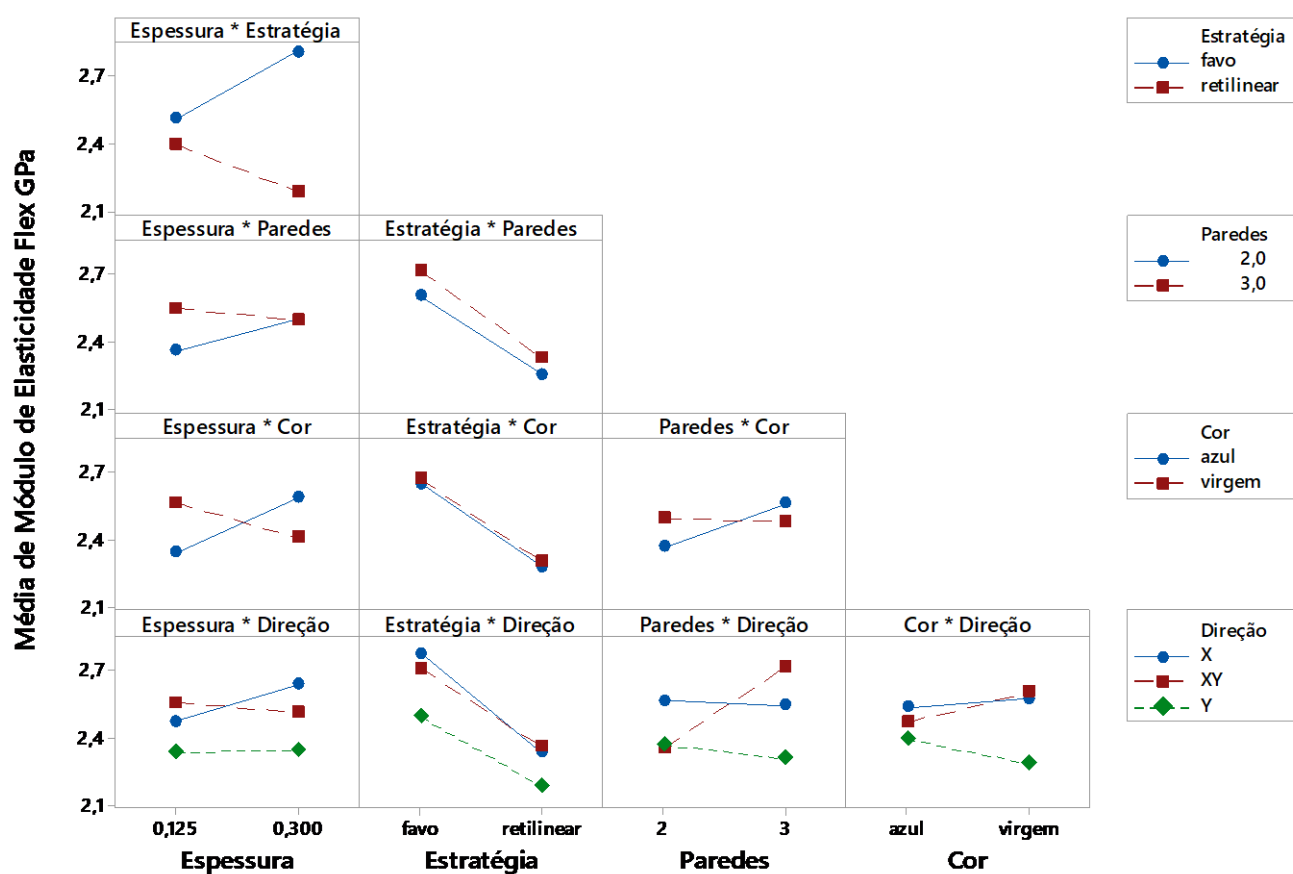 Média de Módulo de Elasticidade Flex GPa
Espessura * Estratégia
2,7
2,4
2,1
Estratégia
favo
retilinear
Espessura * Paredes
Estratégia * Paredes
2,7
2,4
2,1
Paredes
2,0
3,0
Espessura * Cor
Estratégia * Cor
Paredes * Cor
2,7
2,4
2,1
Cor
azul
virgem
Espessura * Direção
Estratégia * Direção
Paredes * Direção
Cor * Direção
2,7
2,4
2,1
Direção
X
XY
Y
0,125
0,300
favo
retilinear
2
3
azul
virgem
Espessura
Estratégia
Paredes
Cor